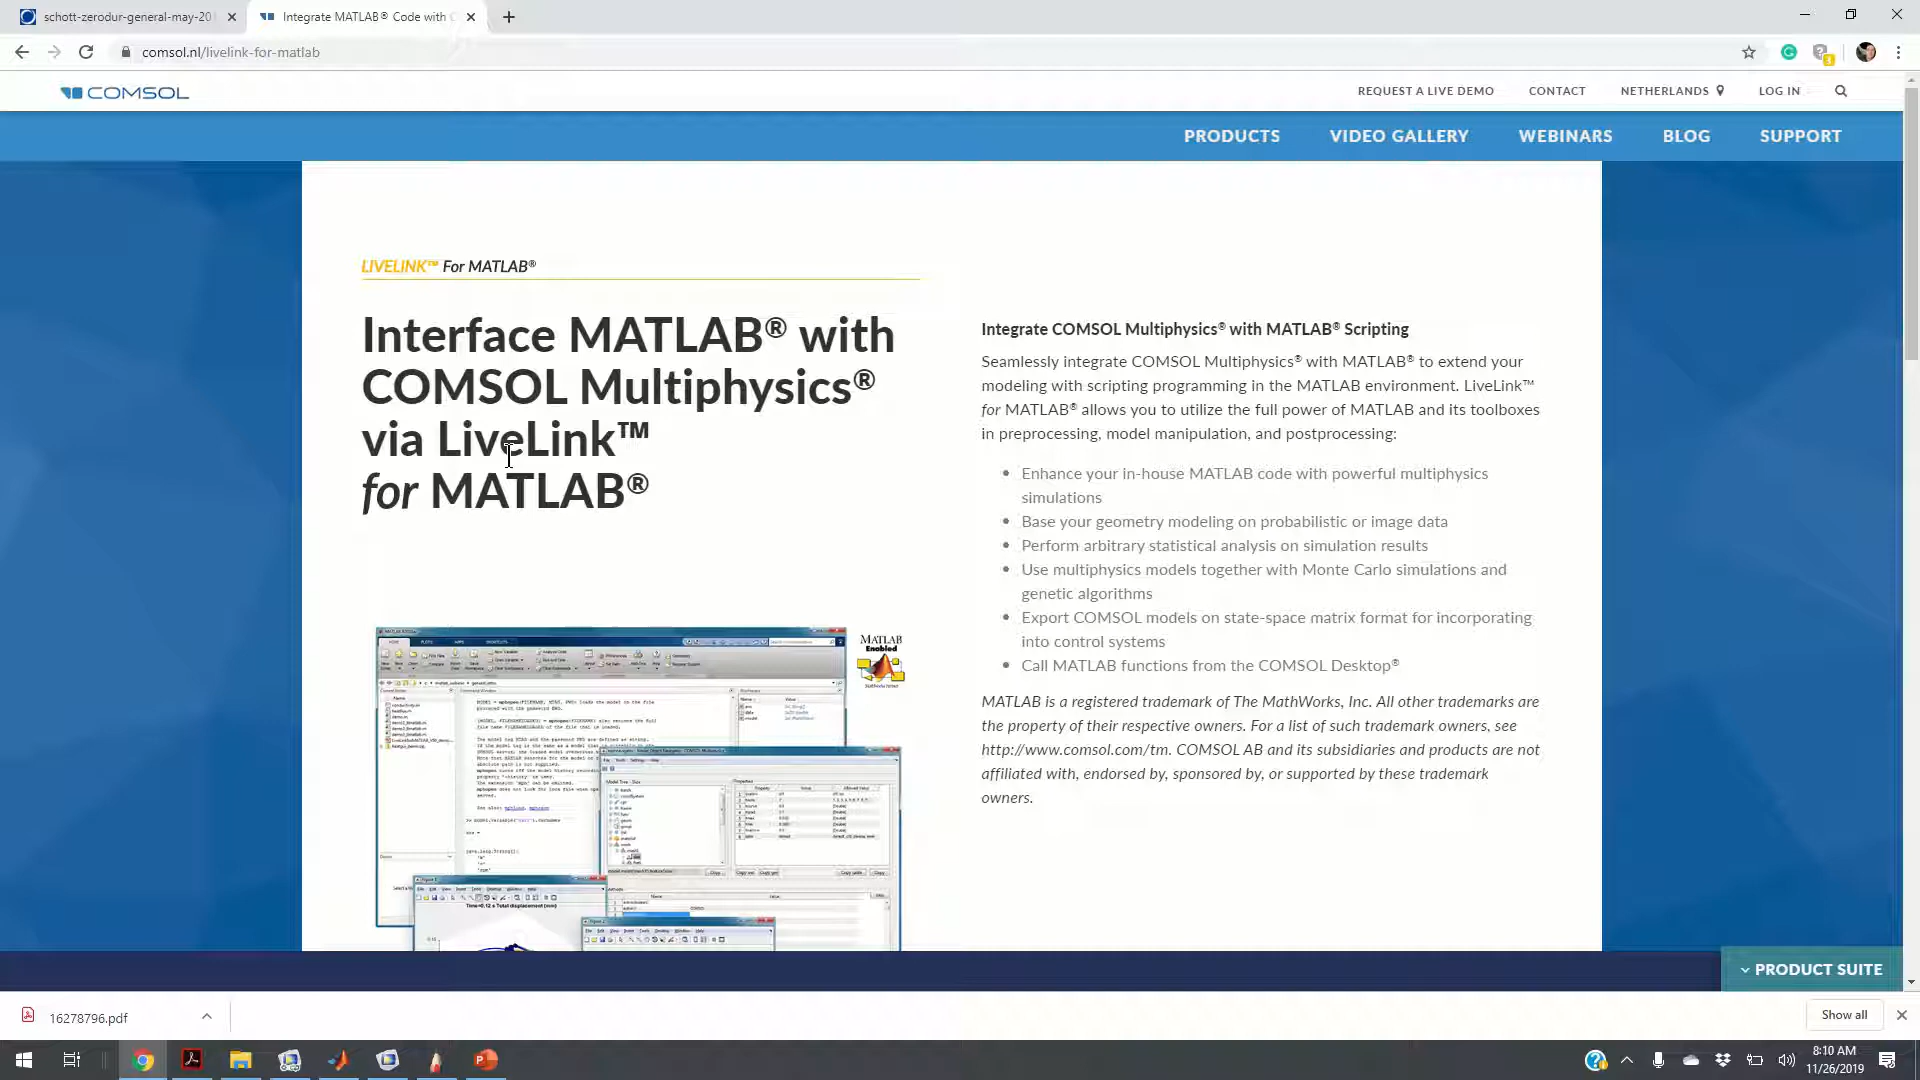 schott-zerodur-general-may-201
Integrate MATLAB® Code with C
comsol.nl/livelink-for-matlab
COMSOL
REQUEST A LIVE DEMO
CONTACT
NETHERLANDS
LOG IN
PRODUCTS
VIDEO GALLERY
WEBINARS
BLOG
SUPPORT
LIVELINK™ For MATLAB®
Interface MATLAB® with
COMSOL Multiphysics®
via LiveLink™
for MATLAB®
MATLAB
Enabled
Integrate COMSOL Multiphysics® with MATLAB® Scripting
Seamlessly integrate COMSOL Multiphysics® with MATLAB® to extend your
modeling with scripting programming in the MATLAB environment. LiveLink™
for MATLAB® allows you to utilize the full power of MATLAB and its toolboxes
in preprocessing, model manipulation, and postprocessing:
• Enhance your in-house MATLAB code with powerful multiphysics
simulations
• Base your geometry modeling on probabilistic or image data
• Perform arbitrary statistical analysis on simulation results
• Use multiphysics models together with Monte Carlo simulations and
genetic algorithms
• Export COMSOL models on state-space matrix format for incorporating
into control systems
• Call MATLAB functions from the COMSOL Desktop®
MATLAB is a registered trademark of The MathWorks, Inc. All other trademarks are
the property of their respective owners. For a list of such trademark owners, see
http://www.comsol.com/tm. COMSOL AB and its subsidiaries and products are not
affiliated with, endorsed by, sponsored by, or supported by these trademark
owners.
Time=0.12 s Total displacement (mm)
PRODUCT SUITE
16278796.pdf
Show all
8:10 AM
11/26/2019